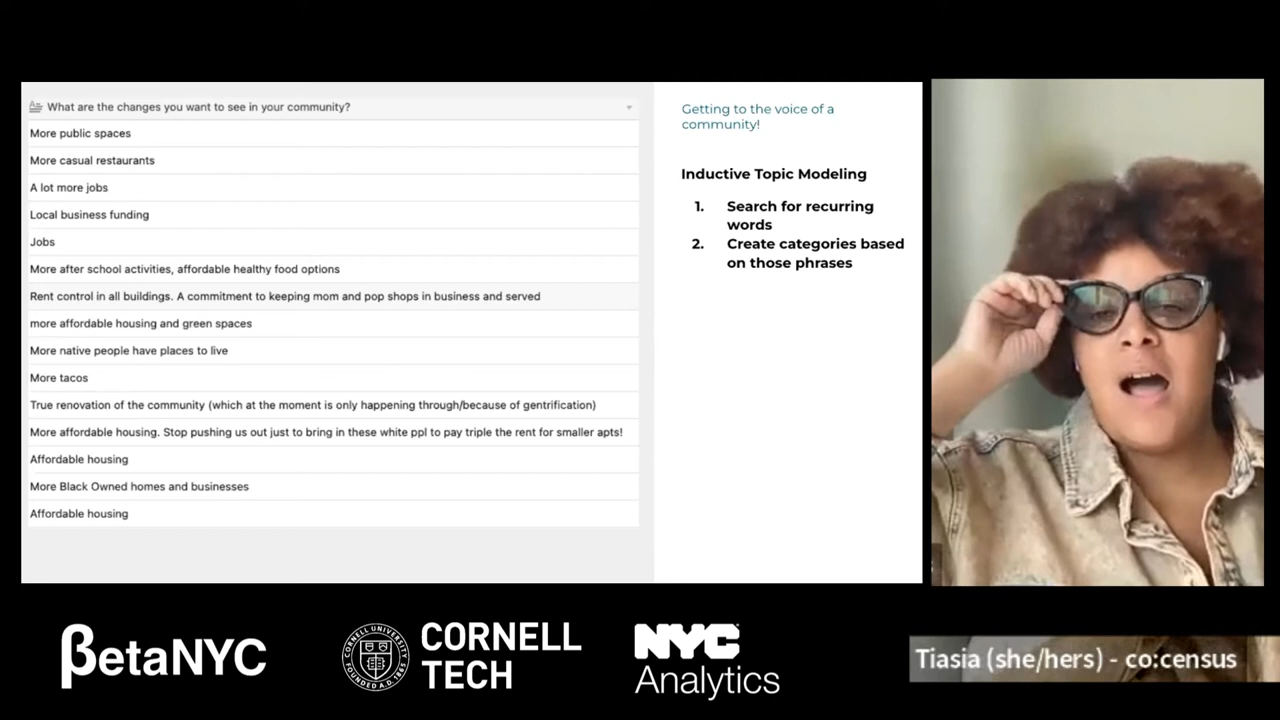 What are the changes you want to see in your community?
More public spaces
More casual restaurants
A lot more jobs
Local business funding
Jobs
More after school activities, affordable healthy food options
Rent control in all buildings. A commitment to keeping mom and pop shops in business and served
more affordable housing and green spaces
More native people have places to live
More tacos
True renovation of the community (which at the moment is only happening through/because of gentrification)
More affordable housing. Stop pushing us out just to bring in these white ppl to pay triple the rent for smaller apts!
Affordable housing
More Black Owned homes and businesses
Affordable housing
Getting to the voice of a
community!
Inductive Topic Modeling
1. Search for recurring
words
2. Create categories based
on those phrases
βetaNYC
CORNELL UNIVERSITY
FOUNDED A.D. 1865
CORNELL
TECH
NYC
Analytics
Tiasia (she/hers) - co:census